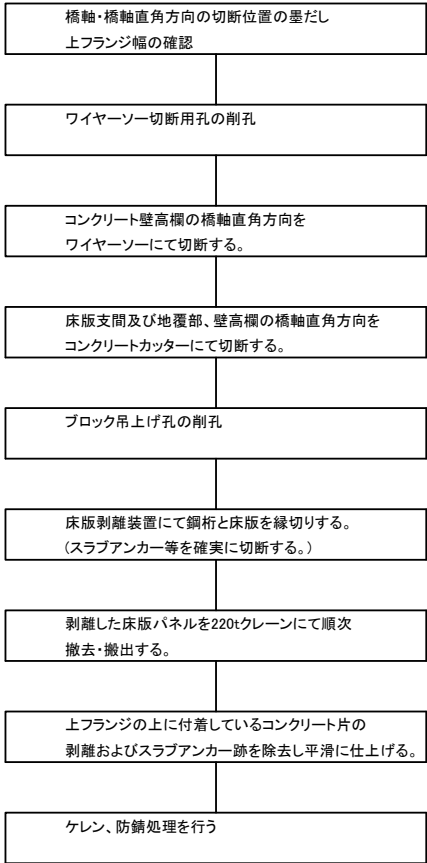 橋軸・橋軸直角方向の切断位置の墨だし
上フランジ幅の確認
ワイヤーソー切断用孔の削孔
コンクリート壁高欄の橋軸直角方向を
ワイヤーソーにて切断する。
床版支間及び地覆部、壁高欄の橋軸直角方向を
コンクリートカッターにて切断する。
ブロック吊上げ孔の削孔
床版剥離装置にて鋼桁と床版を縁切りする。
(スラブアンカー等を確実に切断する。)
剥離した床版パネルを220tクレーンにて順次
撤去・搬出する。
上フランジの上に付着しているコンクリート片の
剥離およびスラブアンカー跡を除去し平滑に仕上げる。
ケレン、防錆処理を行う